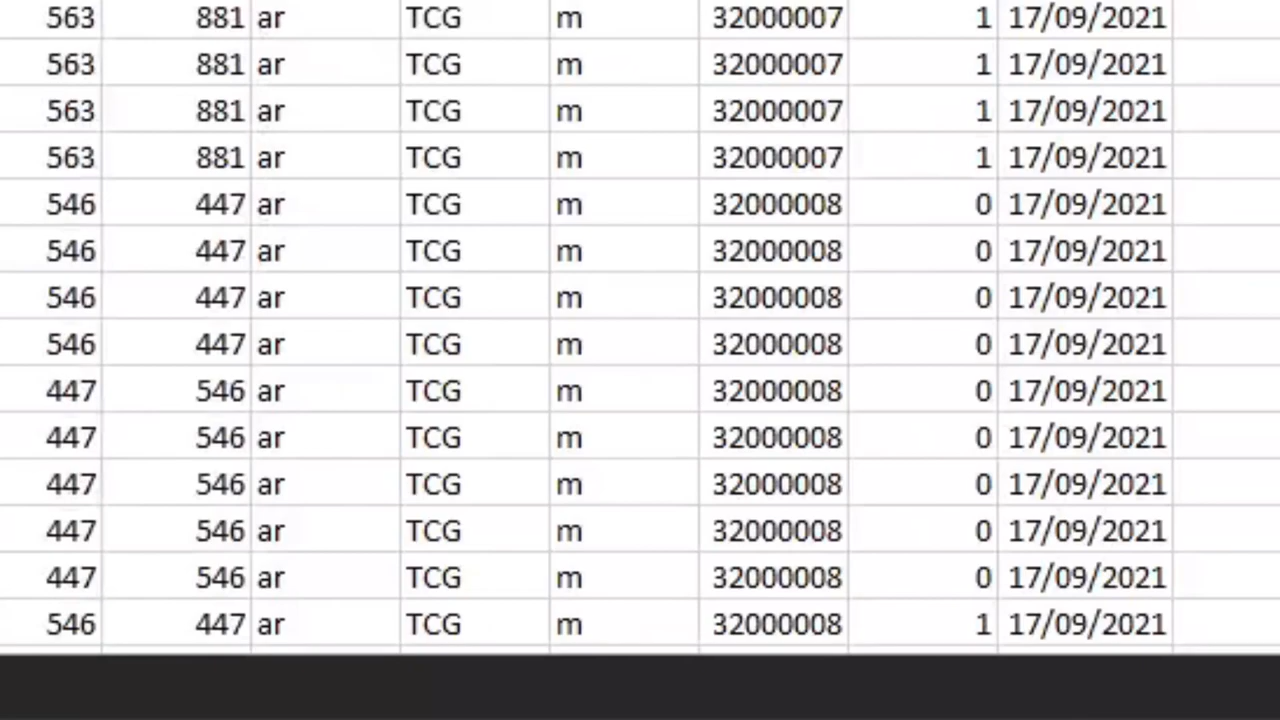 563 881 ar TCG m 32000007 1 17/09/2021
563 881 ar TCG m 32000007 1 17/09/2021
563 881 ar TCG m 32000007 1 17/09/2021
563 881 ar TCG m 32000007 1 17/09/2021
546 447 ar TCG m 32000008 0 17/09/2021
546 447 ar TCG m 32000008 0 17/09/2021
546 447 ar TCG m 32000008 0 17/09/2021
546 447 ar TCG m 32000008 0 17/09/2021
447 546 ar TCG m 32000008 0 17/09/2021
447 546 ar TCG m 32000008 0 17/09/2021
447 546 ar TCG m 32000008 0 17/09/2021
447 546 ar TCG m 32000008 0 17/09/2021
447 546 ar TCG m 32000008 0 17/09/2021
546 447 ar TCG m 32000008 1 17/09/2021